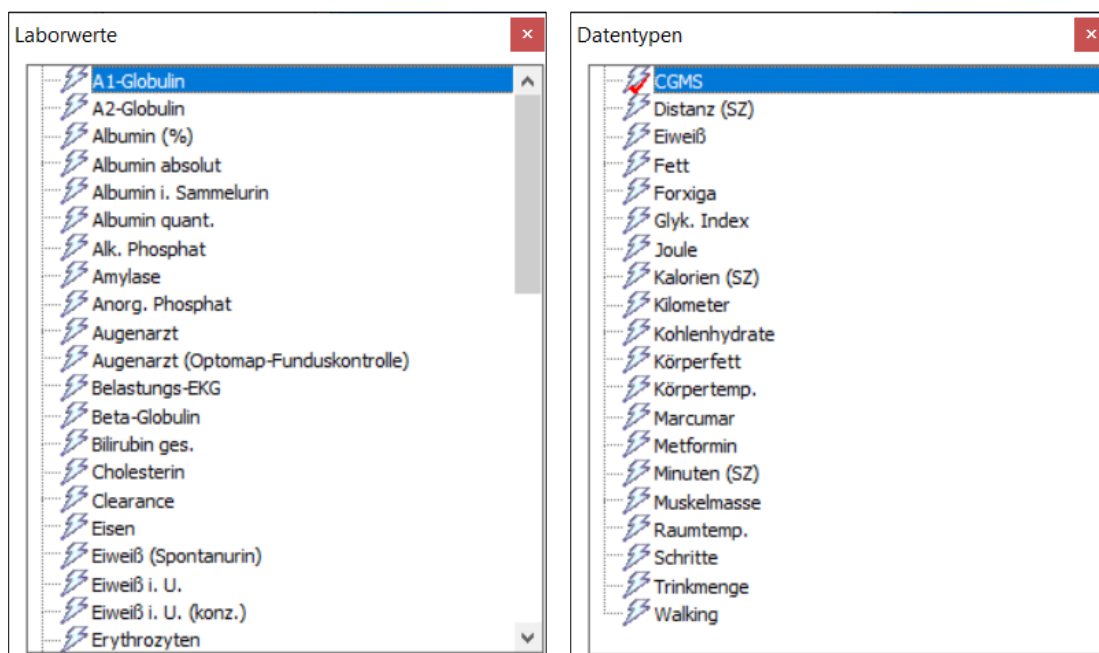 Laborwerte
A1-Globulin
A2-Globulin
Albumin (%)
Albumin absolut
Albumin i. Sammelurin
Albumin quant.
Alk. Phosphat
Amylase
Anorg. Phosphat
Augenarzt
Augenarzt (Optomap-Funduskontrolle)
Belastungs-EKG
Beta-Globulin
Bilirubin ges.
Cholesterin
Clearance
Eisen
Eiweiß (Spontanurin)
Eiweiß i. U.
Eiweiß i. U. (konz.)
Erythrozyten
Datentypen
CGMS
Distanz (SZ)
Eiweiß
Fett
Forxiga
Glyk. Index
Joule
Kalorien (SZ)
Kilometer
Kohlenhydrate
Körperfett
Körpertemp.
Marcumar
Metformin
Minuten (SZ)
Muskelmasse
Raumtemp.
Schritte
Trinkmenge
Walking